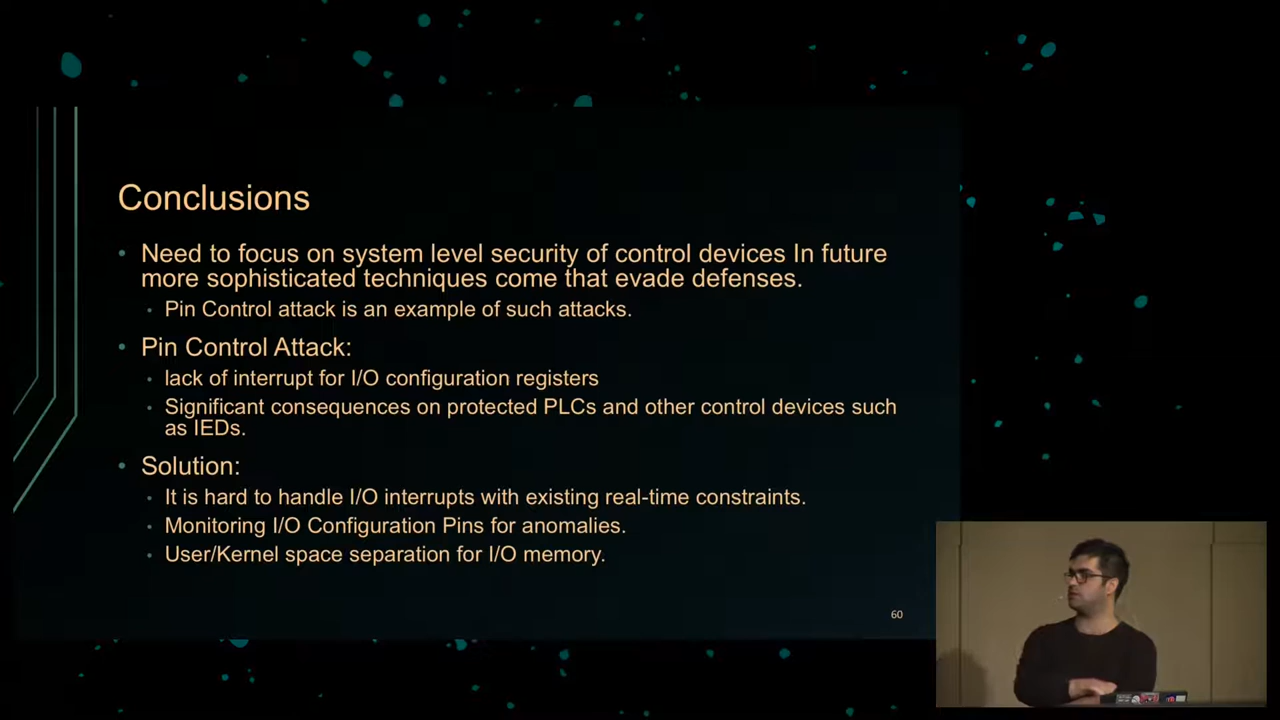 Conclusions
• Need to focus on system level security of control devices In future
more sophisticated techniques come that evade defenses.
• Pin Control attack is an example of such attacks.
• Pin Control Attack:
• lack of interrupt for I/O configuration registers
• Significant consequences on protected PLCs and other control devices such
as IEDs.
• Solution:
• It is hard to handle I/O interrupts with existing real-time constraints.
• Monitoring I/O Configuration Pins for anomalies.
• User/Kernel space separation for I/O memory.
60